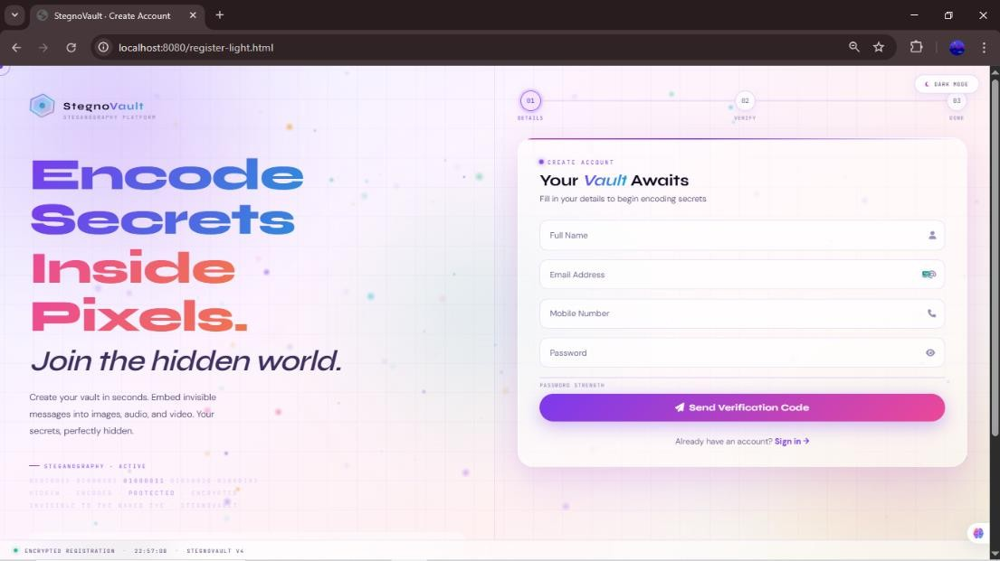 StegnoVault · Create Account
localhost:8080/register-light.html
StegnoVault
STEGANOGRAPHY PLATFORM
Encode
Secrets
Inside
Pixels.
Join the hidden world.
Create your vault in seconds. Embed invisible
messages into images, audio, and video. Your
secrets, perfectly hidden.
STEGANOGRAPHY · ACTIVE
01000011
HIDDEN · ENCODED · PROTECTED · ENCRYPTED
INVISIBLE TO THE NAKED EYE · STEGNOVAULT
DARK MODE
01
02
03
DETAILS
VERIFY
DONE
CREATE ACCOUNT
Your Vault Awaits
Fill in your details to begin encoding secrets
Full Name
Email Address
Mobile Number
Password
PASSWORD STRENGTH
Send Verification Code
Already have an account? Sign in →
ENCRYPTED REGISTRATION · 22:57:08 · STEGNOVAULT V4